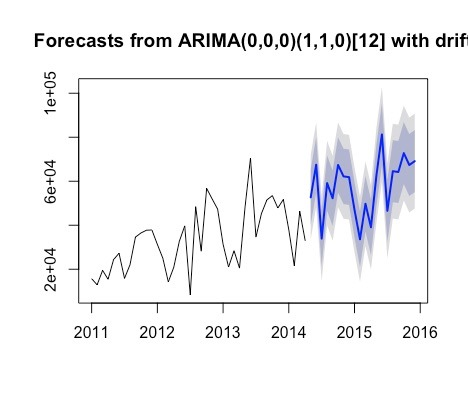 Forecasts from ARIMA(0,0,0)(1,1,0)[12] with drift
1e+05
6e+04
2e+04
2011 2012 2013 2014 2015 2016